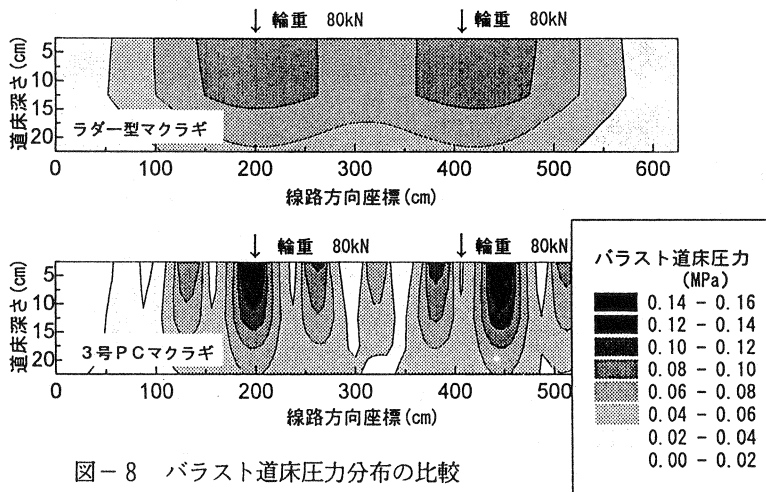 ↓ 輪重 80kN ↓ 輪重 80kN
道床深さ(cm)
5
10
15
20
ラダー型マクラギ
0 100 200 300 400 500 600
線路方向座標(cm)
↓ 輪重 80kN ↓ 輪重 80kN
道床深さ(cm)
5
10
15
20
3号PCマクラギ
0 100 200 300 400 500
線路方向座標(cm)
バラスト道床圧力
(MPa)
0.14 - 0.16
0.12 - 0.14
0.10 - 0.12
0.08 - 0.10
0.06 - 0.08
0.04 - 0.06
0.02 - 0.04
0.00 - 0.02
図-8 バラスト道床圧力分布の比較